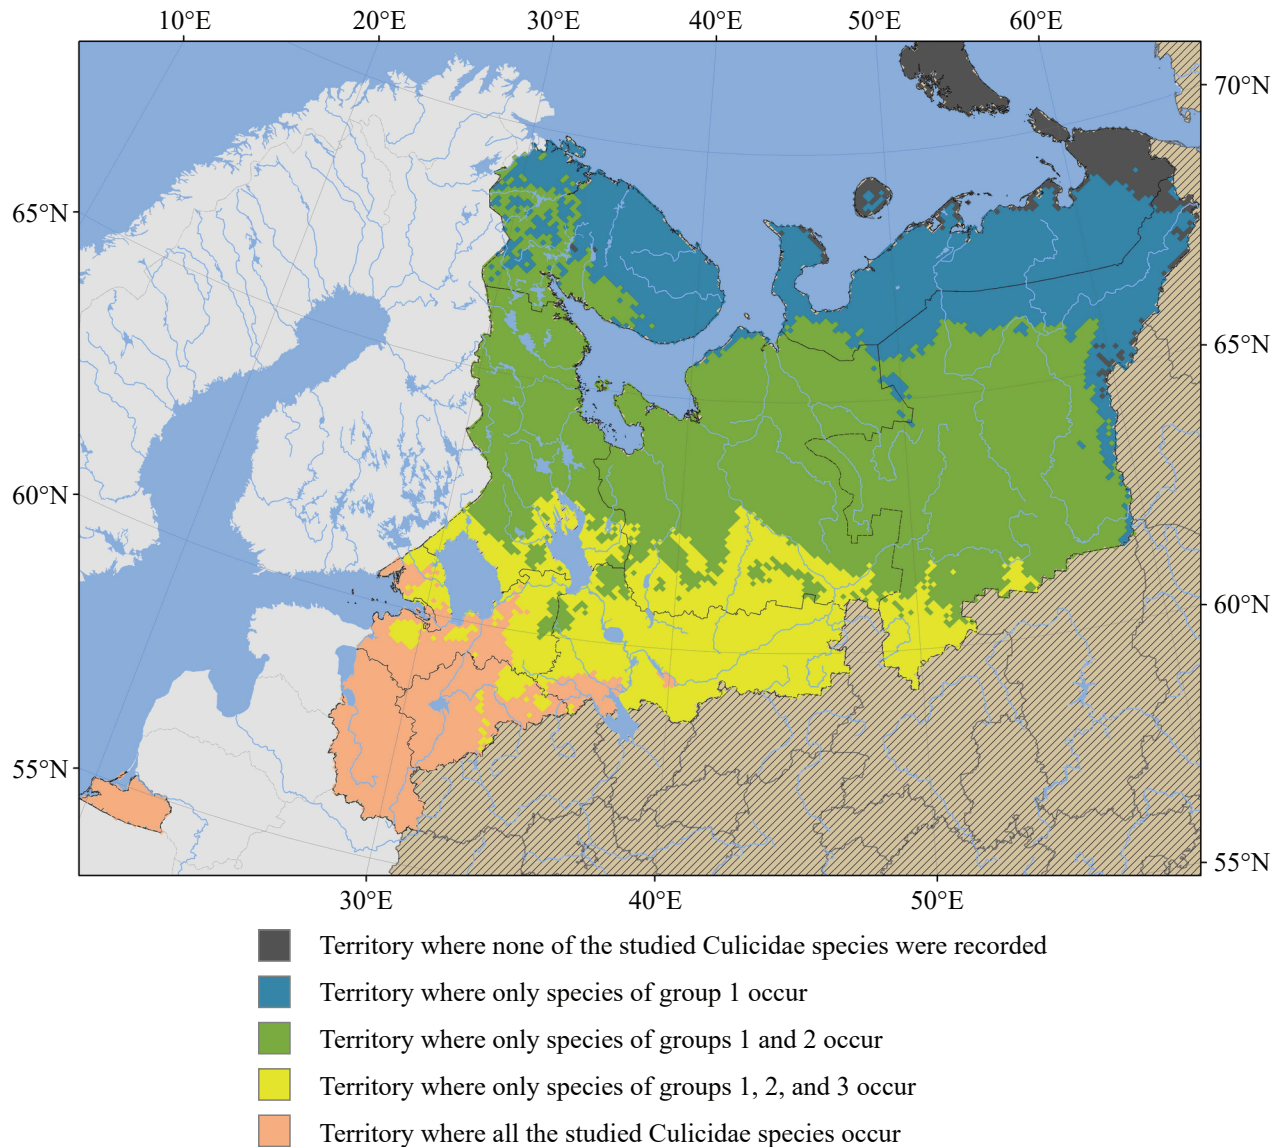 10°E 20°E 30°E 40°E 50°E 60°E
70°N
65°N
65°N
60°N
60°N
55°N
55°N
30°E 40°E 50°E
Territory where none of the studied Culicidae species were recorded
Territory where only species of group 1 occur
Territory where only species of groups 1 and 2 occur
Territory where only species of groups 1, 2, and 3 occur
Territory where all the studied Culicidae species occur